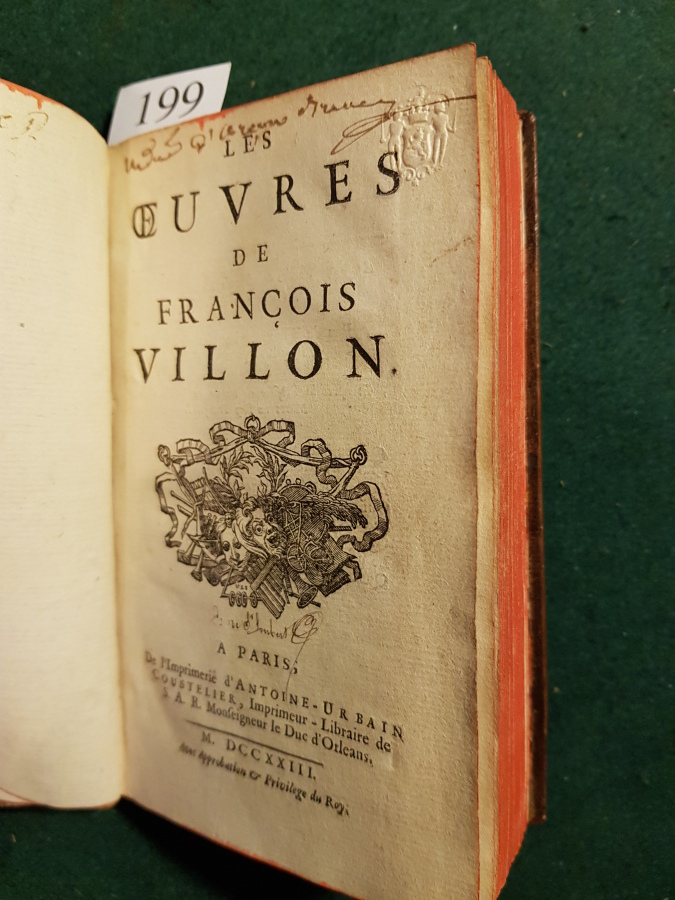 199
LES
ŒUVRES
DE
FRANÇOIS
VILLON.
A PARIS;
De l'Imprimerie d'ANTOINE-URBAIN
COUSTELIER, Imprimeur-Libraire de
S. A. R. Monseigneur le Duc d'Orleans.
M. DCCXXIII.
Avec Approbation & Privilege du Roy;